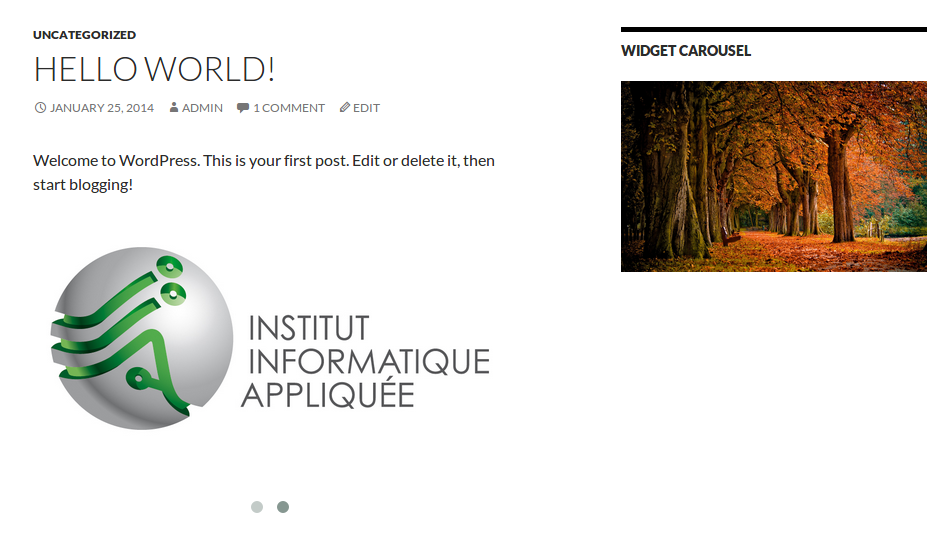 UNCATEGORIZED
HELLO WORLD!
JANUARY 25, 2014 ADMIN 1 COMMENT EDIT
Welcome to WordPress. This is your first post. Edit or delete it, then
start blogging!
INSTITUT
INFORMATIQUE
APPLIQUÉE
WIDGET CAROUSEL